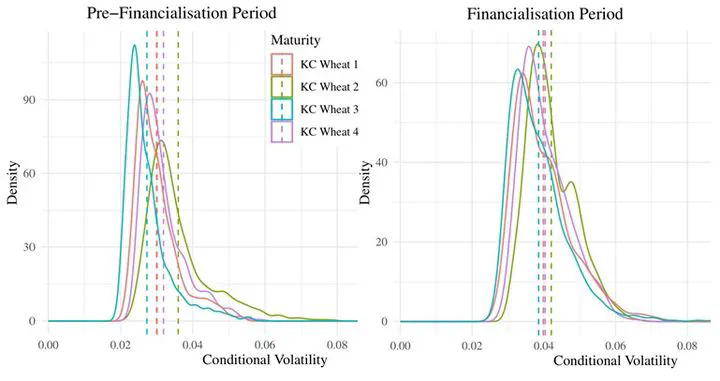 Pre−Financialisation Period
Financialisation Period
Maturity
KC Wheat 1
KC Wheat 2
KC Wheat 3
KC Wheat 4
Density
90
60
30
0
0.00 0.02 0.04 0.06 0.08
Conditional Volatility
Density
60
40
20
0
0.00 0.02 0.04 0.06 0.08
Conditional Volatility